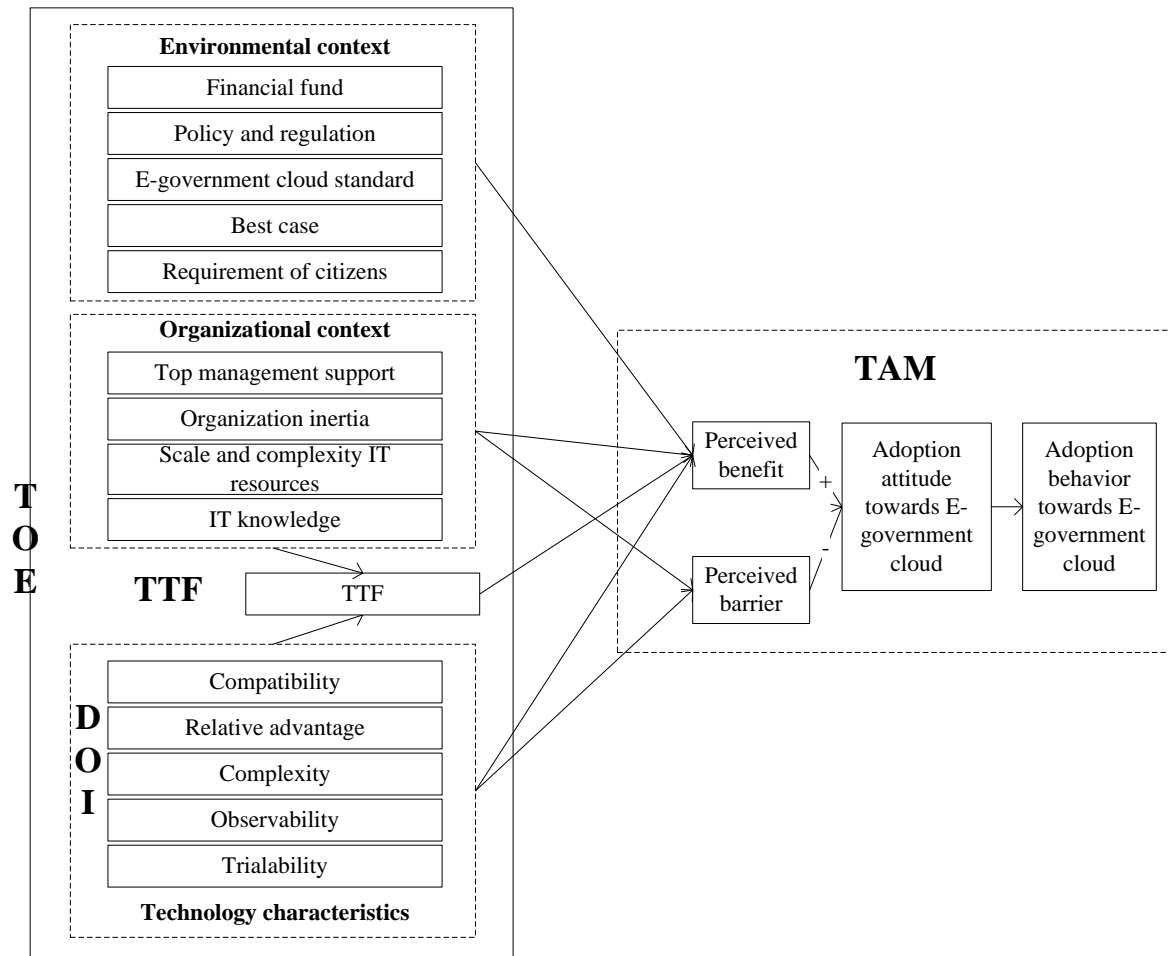 Environmental context
Financial fund
Policy and regulation
E-government cloud standard
Best case
Requirement of citizens
Organizational context
Top management support
Organization inertia
Scale and complexity IT
resources
IT knowledge
T
O
E
TTF
TTF
D
O
I
Compatibility
Relative advantage
Complexity
Observability
Trialability
Technology characteristics
TAM
Perceived
benefit
Perceived
barrier
+
-
Adoption
attitude
towards E-
government
cloud
Adoption
behavior
towards E-
government
cloud